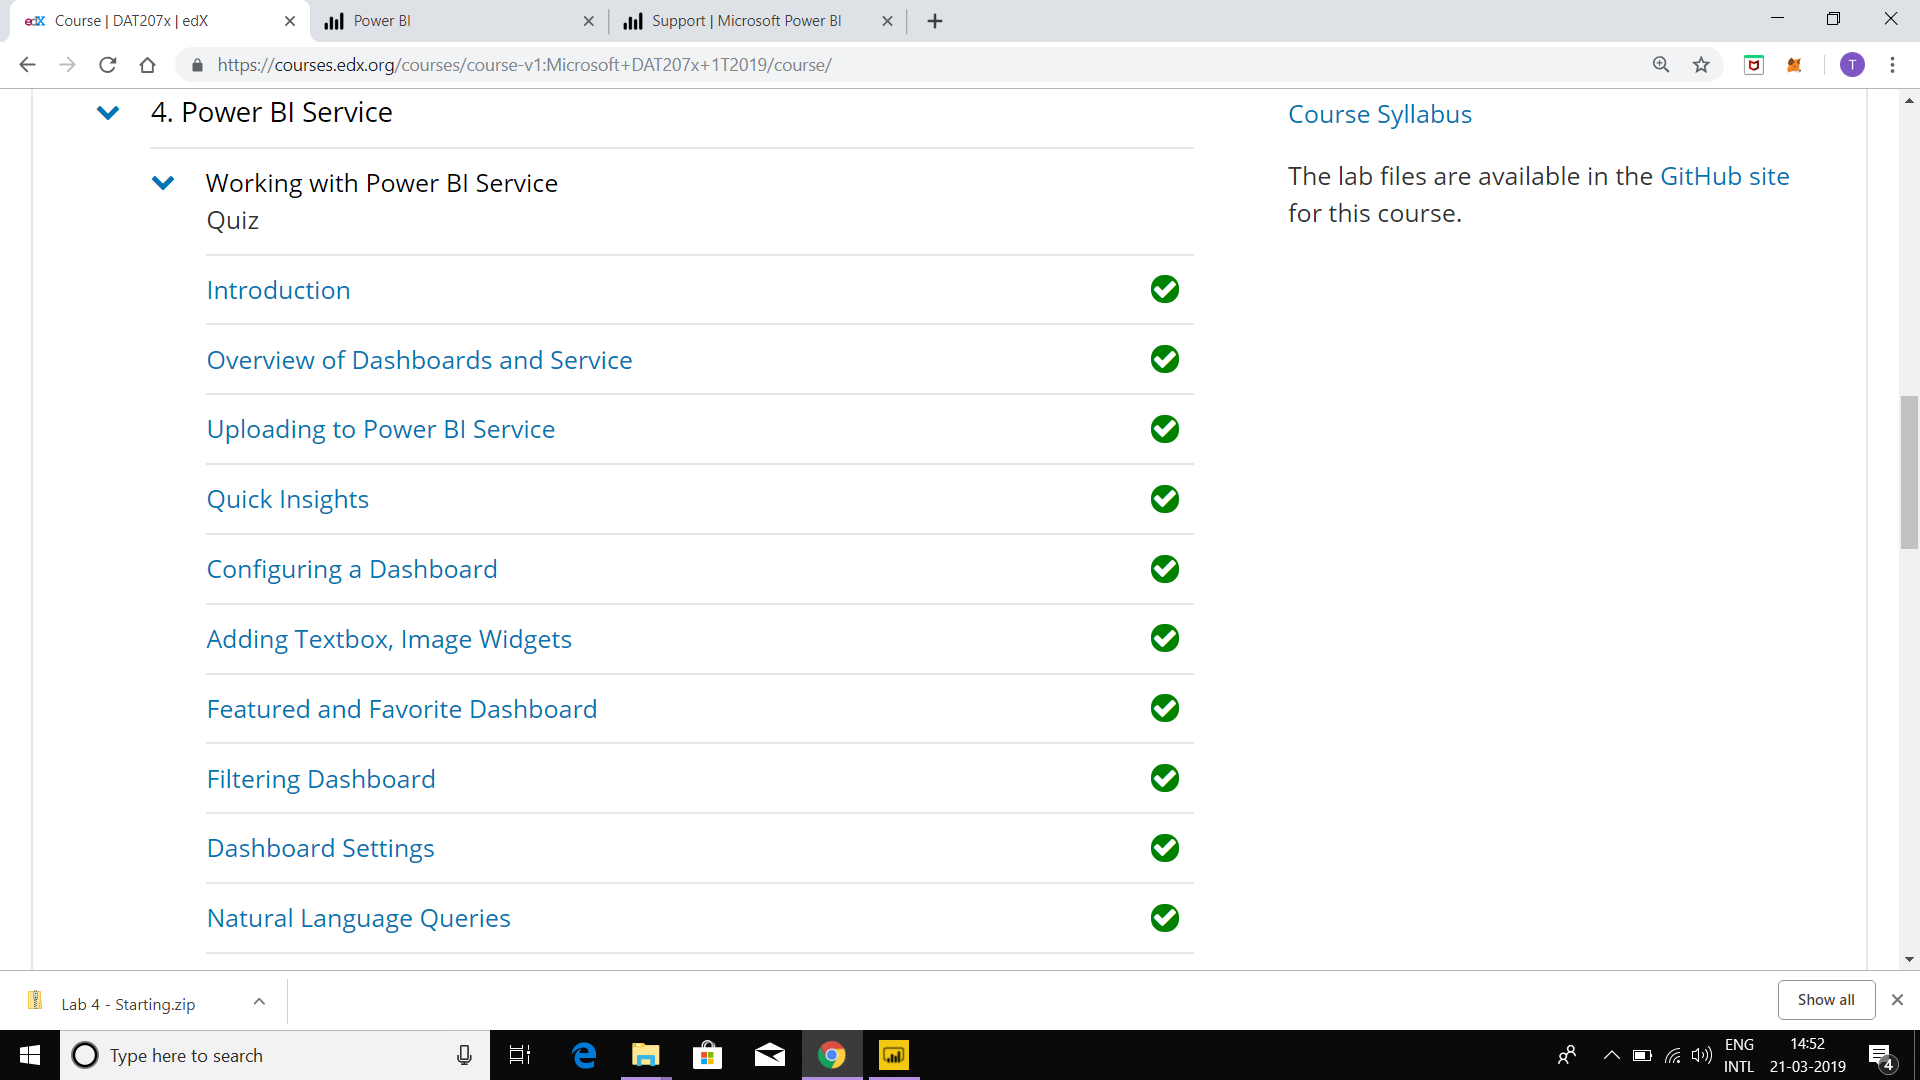 edX Course | DAT207x | edX
Power BI
Support | Microsoft Power BI
https://courses.edx.org/courses/course-v1:Microsoft+DAT207x+1T2019/course/
T
4. Power BI Service
Working with Power BI Service
Quiz
Introduction
Overview of Dashboards and Service
Uploading to Power BI Service
Quick Insights
Configuring a Dashboard
Adding Textbox, Image Widgets
Featured and Favorite Dashboard
Filtering Dashboard
Dashboard Settings
Natural Language Queries
Course Syllabus
The lab files are available in the GitHub site
for this course.
Lab 4 - Starting.zip
Show all
Type here to search
ENG
INTL
14:52
21-03-2019
4